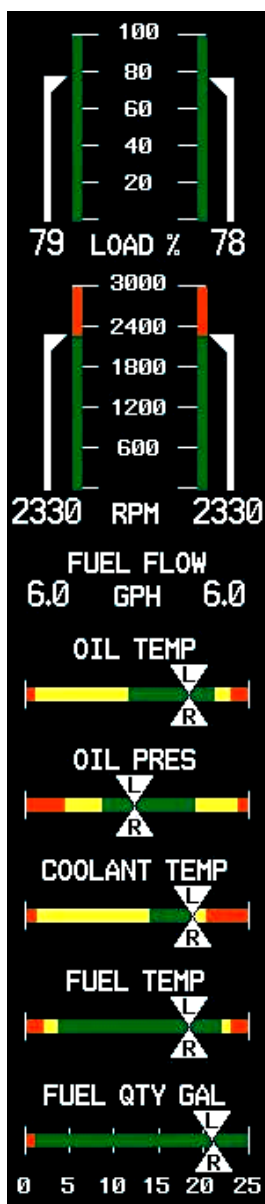 100
80
60
40
20
79 LOAD % 78
3000
2400
1800
1200
600
2330 RPM 2330
FUEL FLOW
6.0 GPH 6.0
OIL TEMP
L
R
OIL PRES
L
R
COOLANT TEMP
L
R
FUEL TEMP
L
R
FUEL QTY GAL
L
R
0 5 10 15 20 25